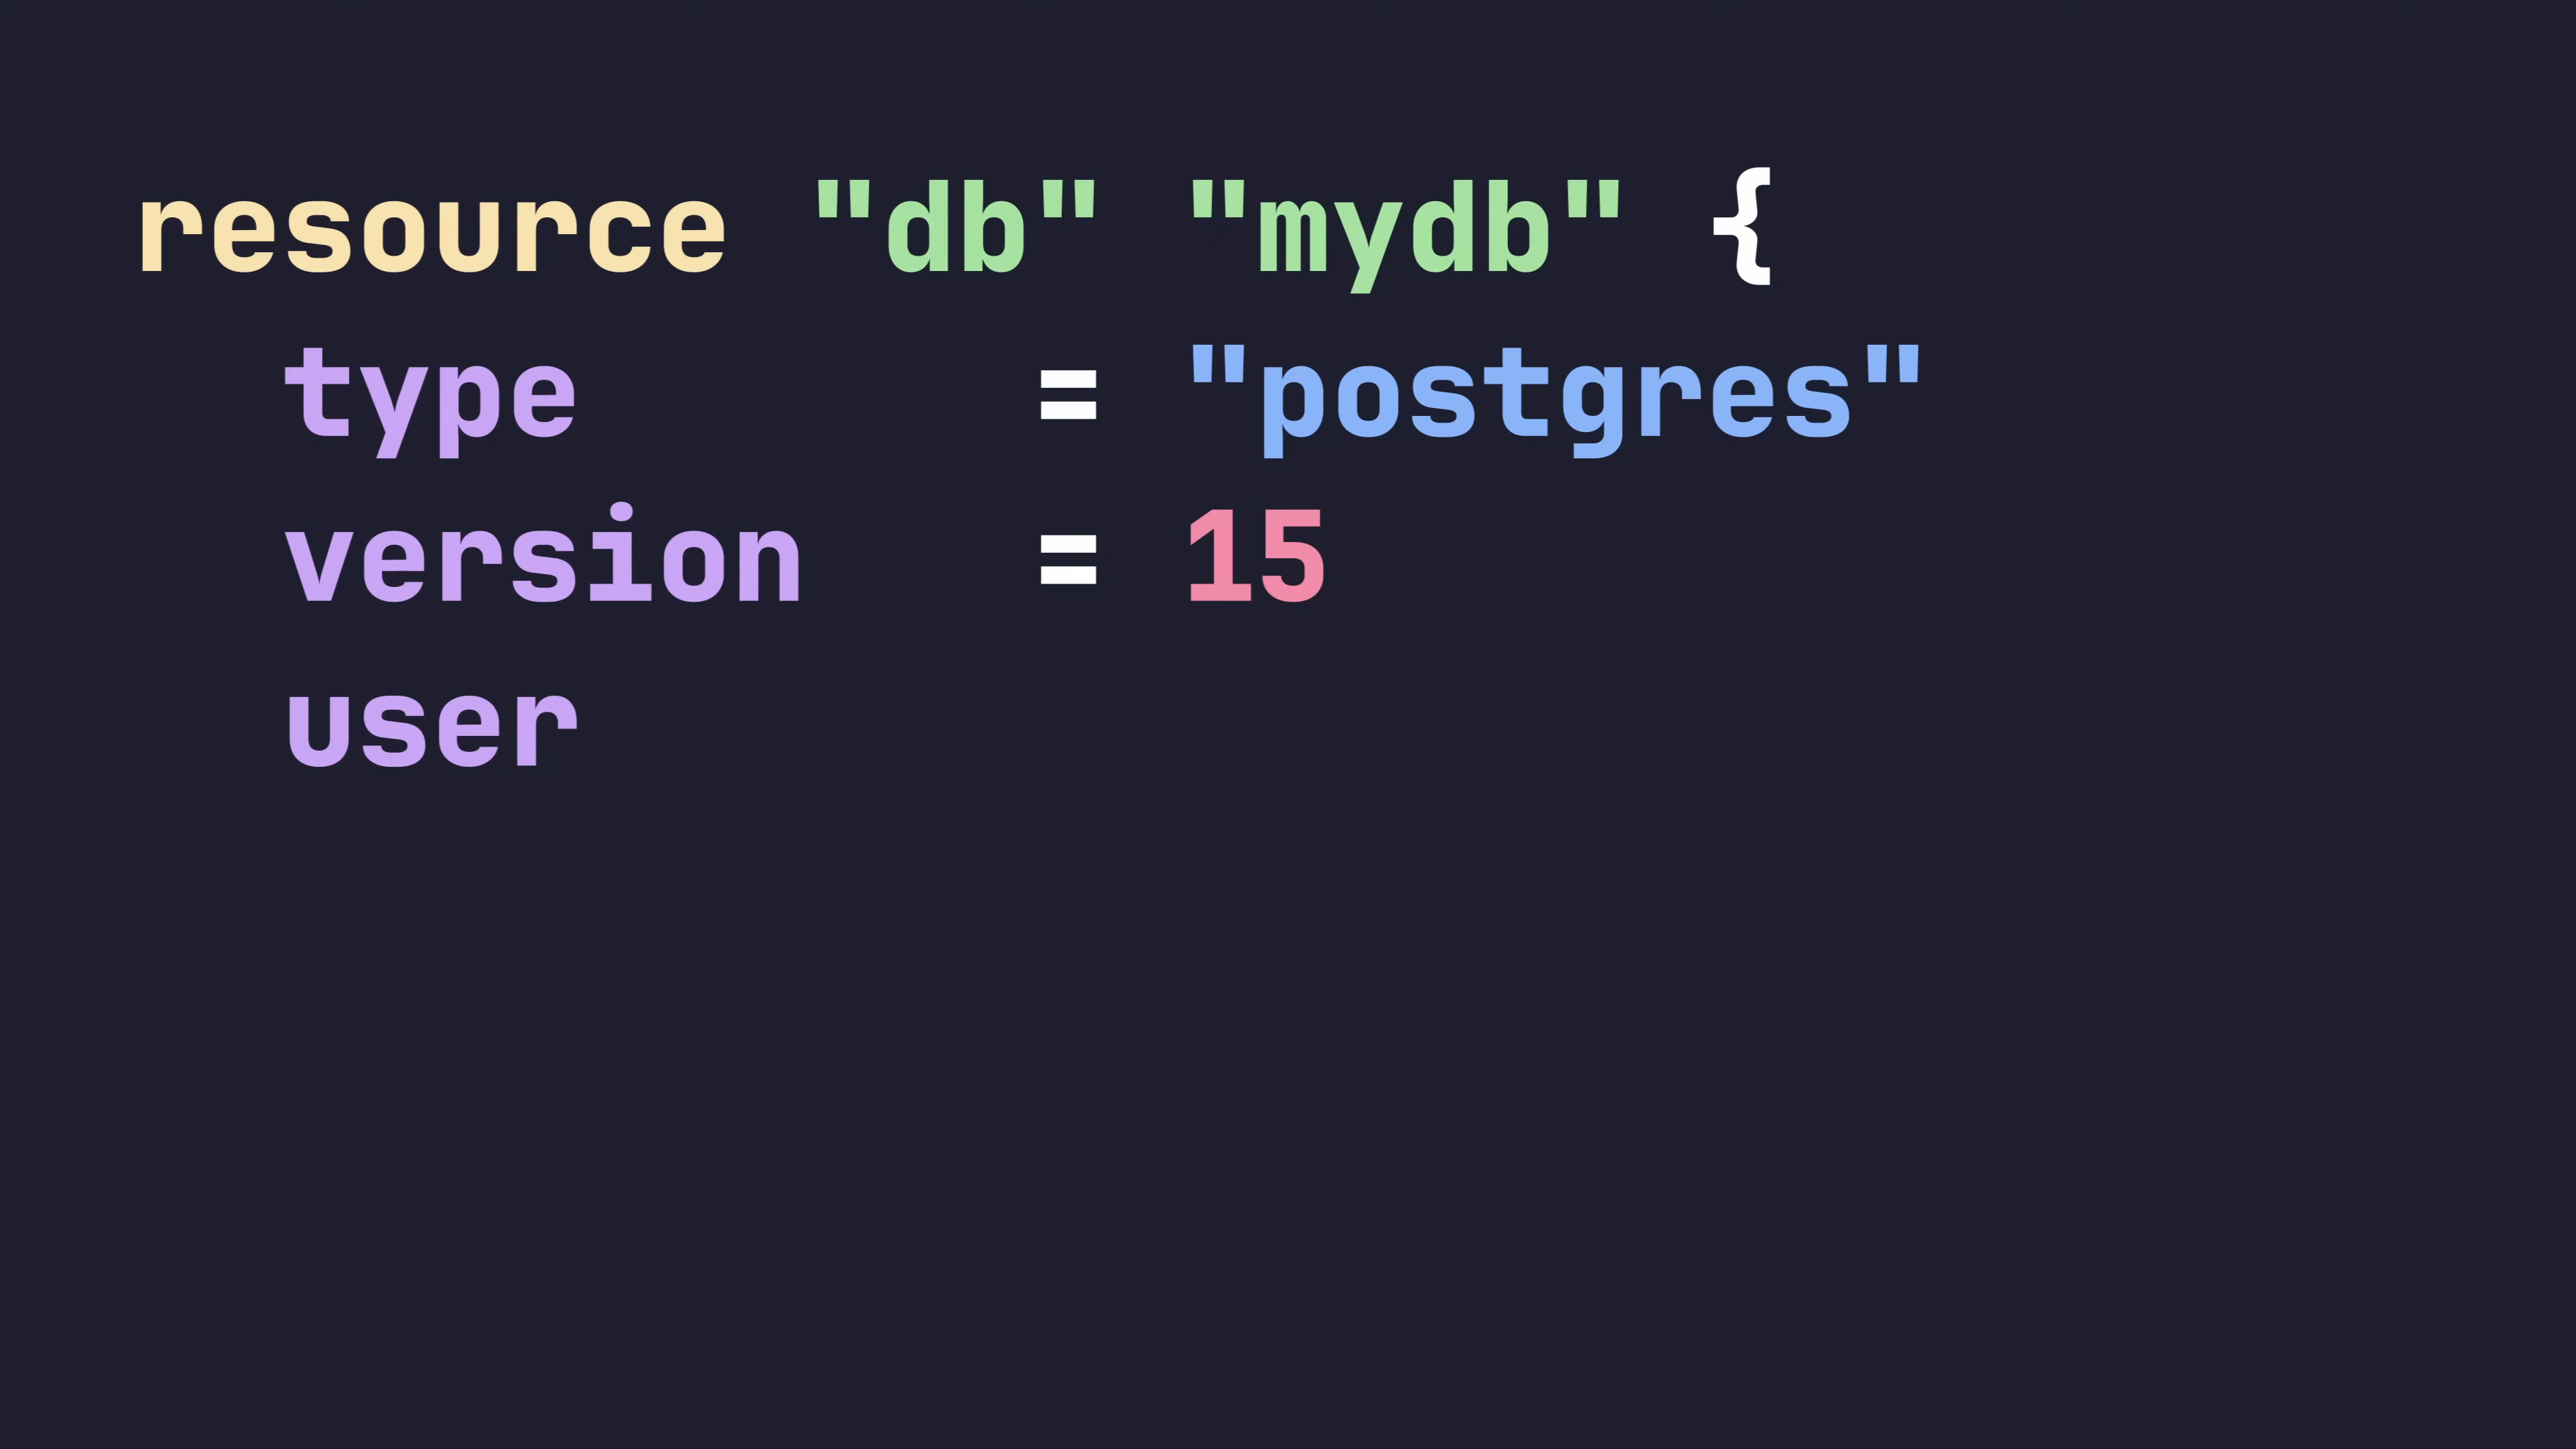 resource "db" "mydb" {
  type      = "postgres"
  version   = 15
  user